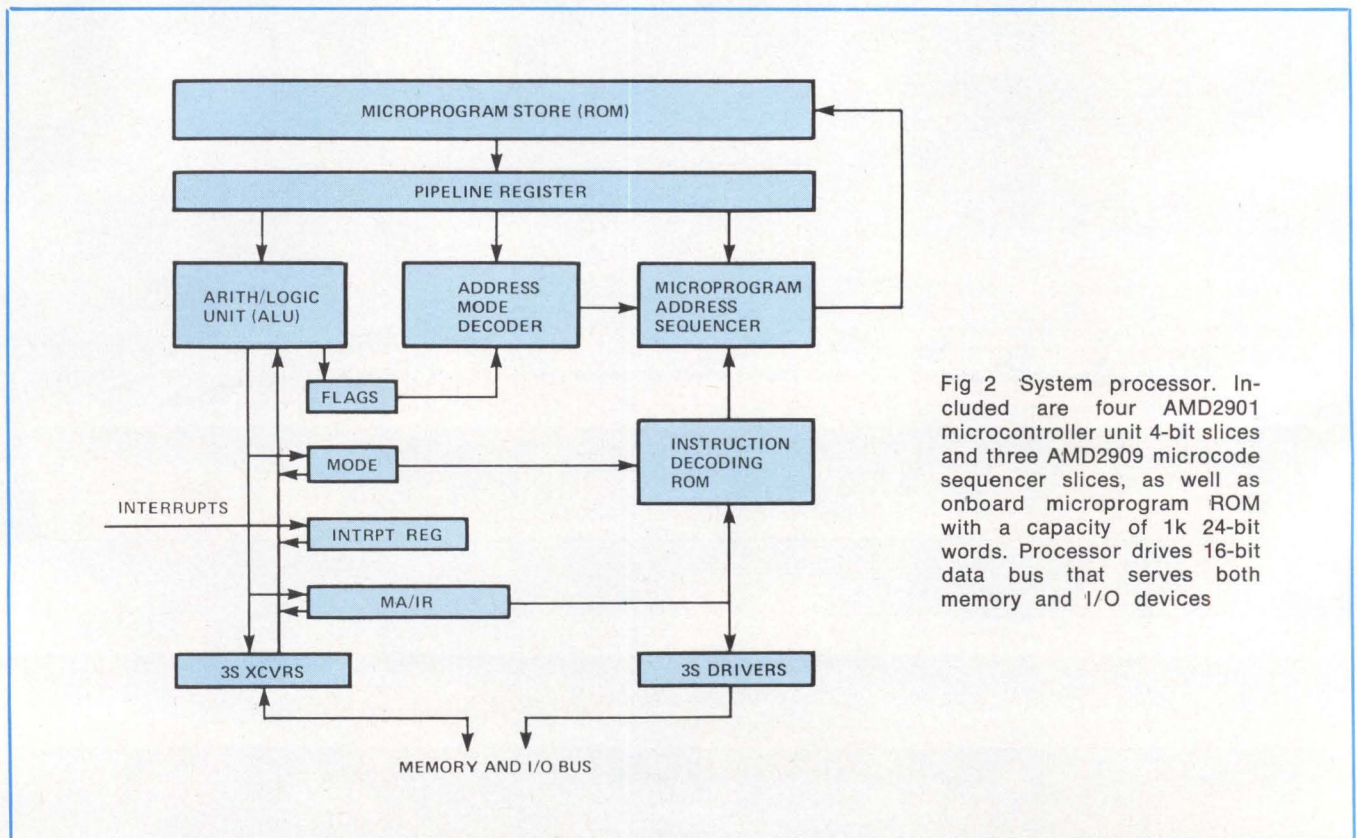 MICROPROGRAM STORE (ROM)
PIPELINE REGISTER
ARITH/LOGIC
UNIT (ALU)
ADDRESS
MODE
DECODER
MICROPROGRAM
ADDRESS
SEQUENCER
FLAGS
MODE
INSTRUCTION
DECODING
ROM
INTERRUPTS
INTRPT REG
MA/IR
3S XCVRS
3S DRIVERS
MEMORY AND I/O BUS
Fig 2 System processor. In-
cluded are four AMD2901
microcontroller unit 4-bit slices
and three AMD2909 microcode
sequencer slices, as well as
onboard microprogram ROM
with a capacity of 1k 24-bit
words. Processor drives 16-bit
data bus that serves both
memory and I/O devices